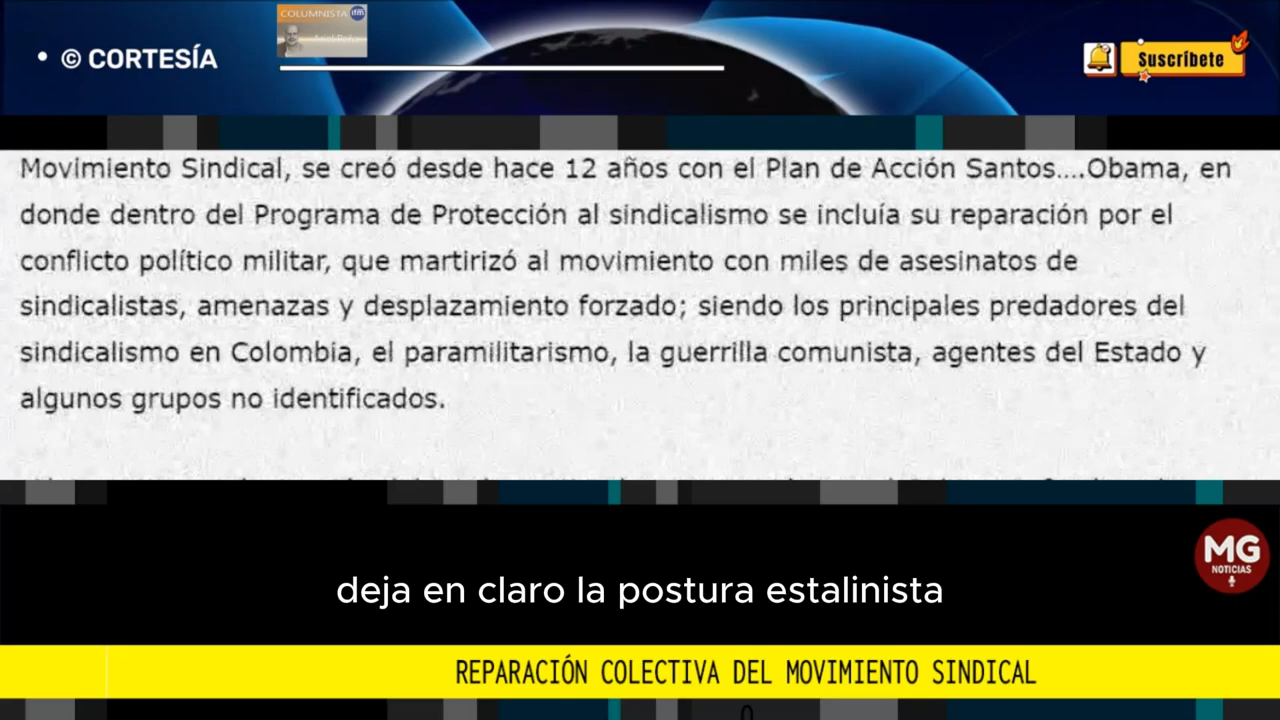 • © CORTESÍA
COLUMNISTA
ifm
Suscríbete
Movimiento Sindical, se creó desde hace 12 años con el Plan de Acción Santos....Obama, en
donde dentro del Programa de Protección al sindicalismo se incluía su reparación por el
conflicto político militar, que martirizó al movimiento con miles de asesinatos de
sindicalistas, amenazas y desplazamiento forzado; siendo los principales predadores del
sindicalismo en Colombia, el paramilitarismo, la guerrilla comunista, agentes del Estado y
algunos grupos no identificados.
MG
NOTICIAS
deja en claro la postura estalinista
REPARACIÓN COLECTIVA DEL MOVIMIENTO SINDICAL